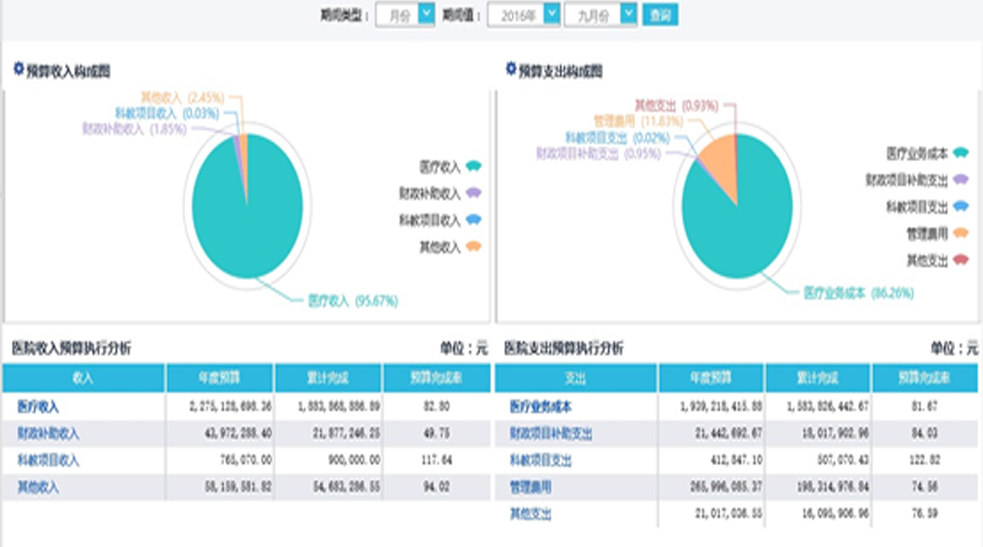 期间类型： 月份 期间值： 2016年 九月份 查询
预算收入构成图
其他收入 (2.45%)
科教项目收入 (0.03%)
财政补助收入 (1.85%)
医疗收入
财政补助收入
科教项目收入
其他收入
医疗收入 (95.67%)
预算支出构成图
其他支出 (0.93%)
管理费用 (11.83%)
科教项目支出 (0.02%)
财政项目补助支出 (0.95%)
医疗业务成本
财政项目补助支出
科教项目支出
管理费用
其他支出
医疗业务成本 (86.26%)
医院收入预算执行分析 单位：元
收入 年度预算 累计完成 预算完成率
医疗收入 2,275,128,698.36 1,883,868,886.89 82.80
财政补助收入 43,972,288.40 21,877,246.25 49.75
科教项目收入 765,070.00 900,000.00 117.64
其他收入 58,159,581.82 54,683,286.55 94.02
医院支出预算执行分析 单位：元
支出 年度预算 累计完成 预算完成率
医疗业务成本 1,939,218,415.88 1,583,826,442.67 81.67
财政项目补助支出 21,442,692.67 18,017,902.96 84.03
科教项目支出 412,847.10 507,070.43 122.82
管理费用 265,996,085.37 198,314,976.84 74.56
其他支出 21,017,036.55 16,095,906.96 76.59